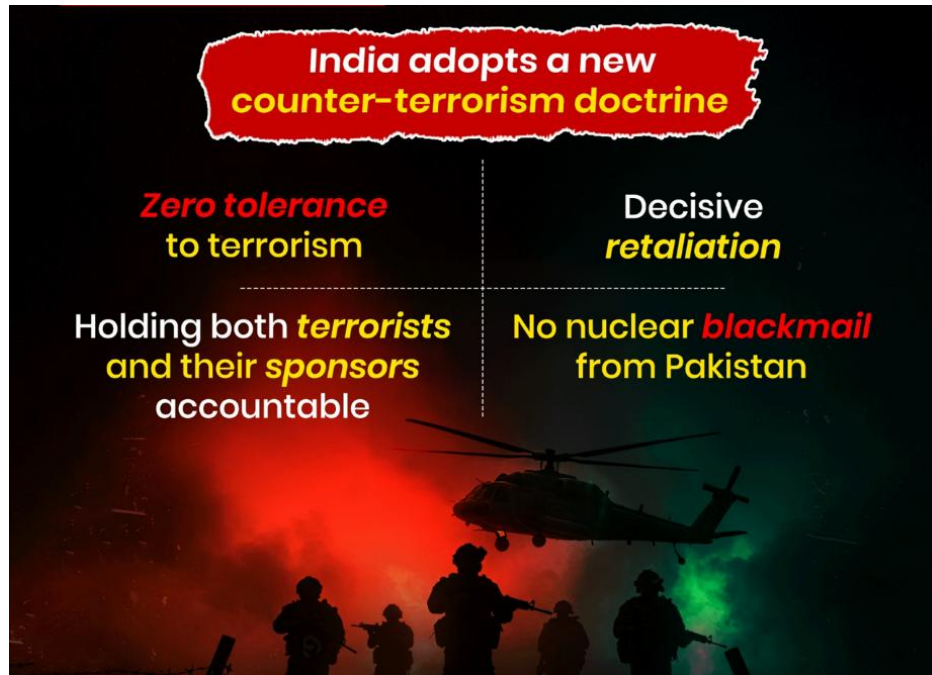 India adopts a new
counter-terrorism doctrine
Zero tolerance
to terrorism
Decisive
retaliation
Holding both terrorists
and their sponsors
accountable
No nuclear blackmail
from Pakistan